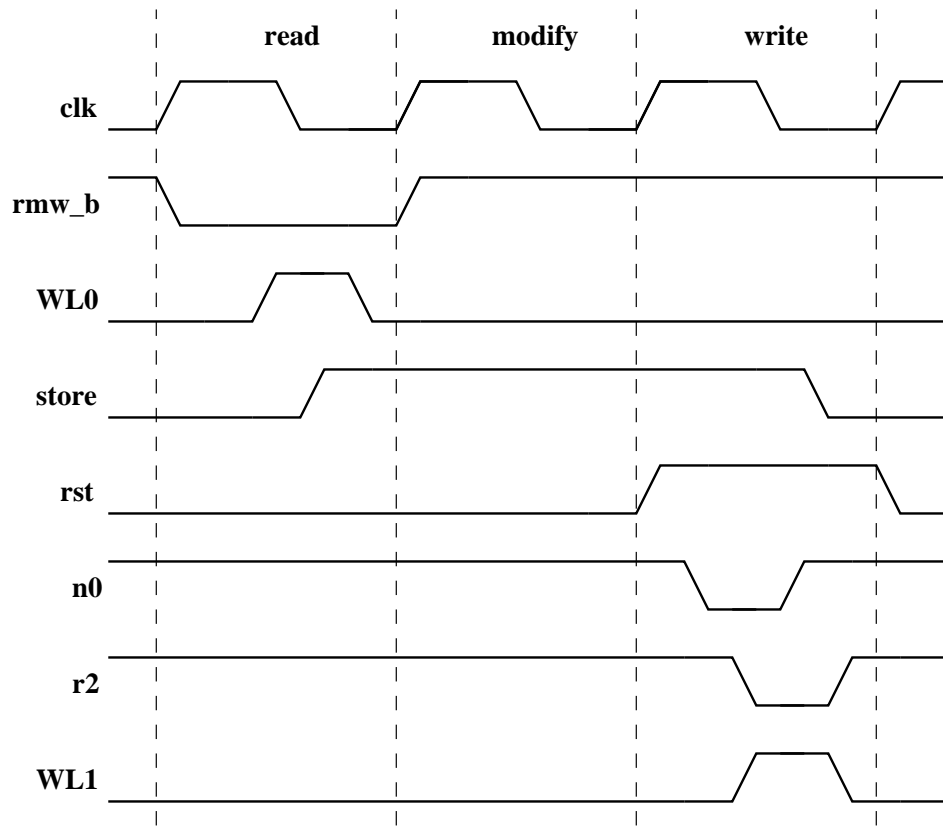 read modify write
clk
rmw_b
WL0
store
rst
n0
r2
WL1